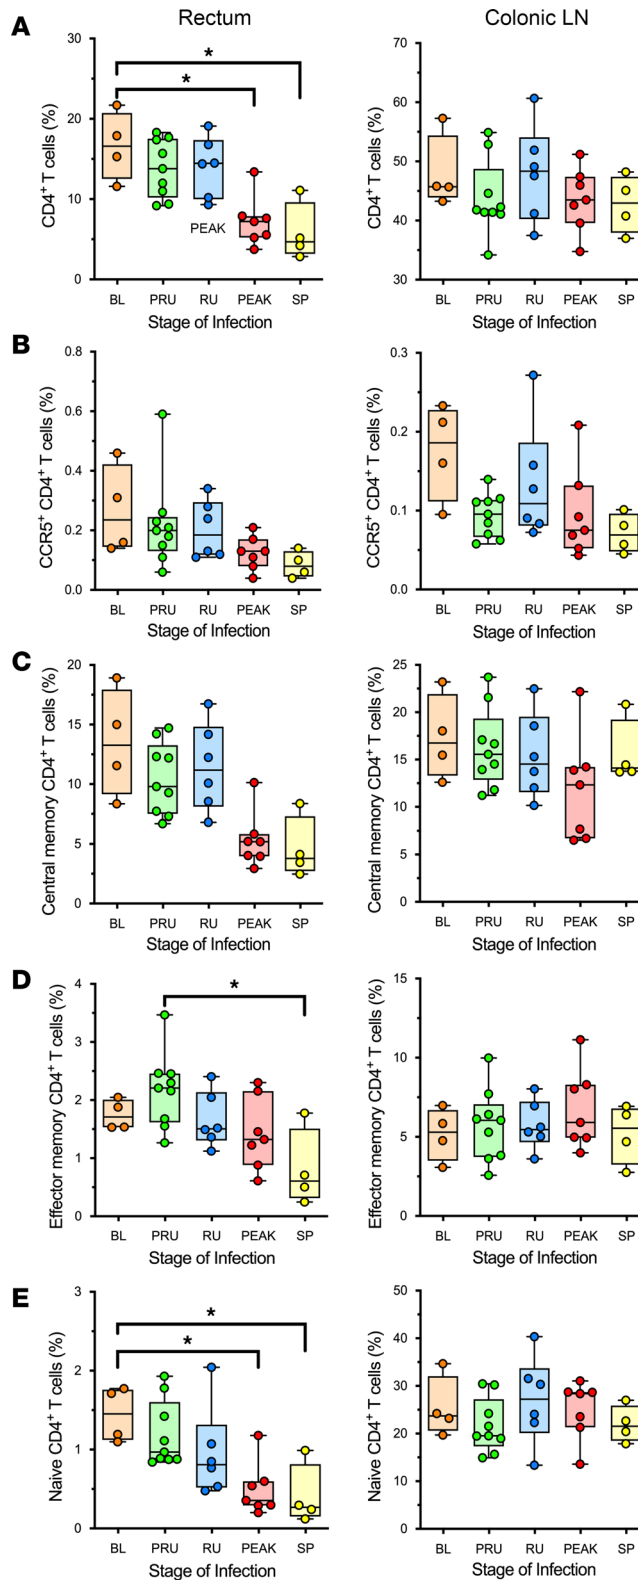 Rectum
Colonic LN
A
CD4+ T cells (%)
30
20
10
0
*
*
PEAK
BL PRU RU PEAK SP
Stage of Infection
CD4+ T cells (%)
70
60
50
40
30
BL PRU RU PEAK SP
Stage of Infection
B
CCR5+ CD4+ T cells (%)
0.8
0.6
0.4
0.2
0.0
BL PRU RU PEAK SP
Stage of Infection
CCR5+ CD4+ T cells (%)
0.3
0.2
0.1
0.0
BL PRU RU PEAK SP
Stage of Infection
C
Central memory CD4+ T cells (%)
20
15
10
5
0
BL PRU RU PEAK SP
Stage of Infection
Central memory CD4+ T cells (%)
25
20
15
10
5
0
BL PRU RU PEAK SP
Stage of Infection
D
Effector memory CD4+ T cells (%)
4
3
2
1
0
*
BL PRU RU PEAK SP
Stage of Infection
Effector memory CD4+ T cells (%)
15
10
5
0
BL PRU RU PEAK SP
Stage of Infection
E
Naive CD4+ T cells (%)
3
2
1
0
*
*
BL PRU RU PEAK SP
Stage of Infection
Naive CD4+ T cells (%)
50
40
30
20
10
0
BL PRU RU PEAK SP
Stage of Infection